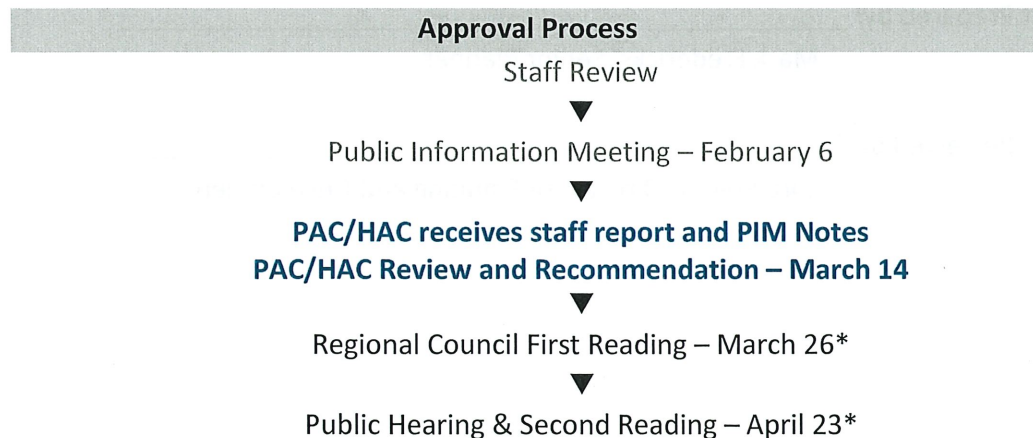 Approval Process
Staff Review
Public Information Meeting – February 6
PAC/HAC receives staff report and PIM Notes
PAC/HAC Review and Recommendation – March 14
Regional Council First Reading – March 26*
Public Hearing & Second Reading – April 23*